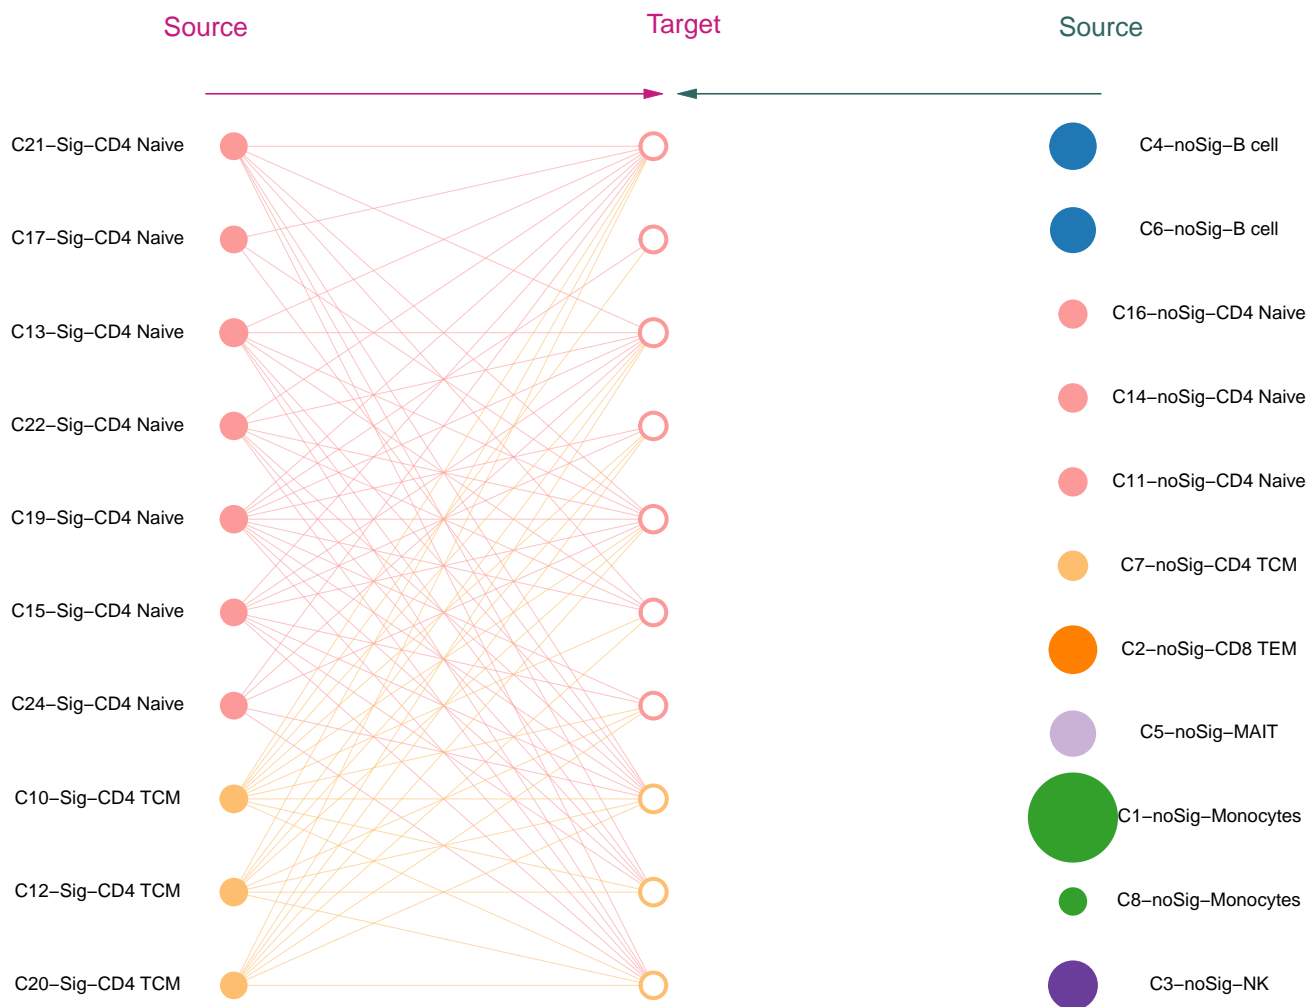 Source
Target
Source
C21–Sig–CD4 Naive
C17–Sig–CD4 Naive
C13–Sig–CD4 Naive
C22–Sig–CD4 Naive
C19–Sig–CD4 Naive
C15–Sig–CD4 Naive
C24–Sig–CD4 Naive
C10–Sig–CD4 TCM
C12–Sig–CD4 TCM
C20–Sig–CD4 TCM
C4–noSig–B cell
C6–noSig–B cell
C16–noSig–CD4 Naive
C14–noSig–CD4 Naive
C11–noSig–CD4 Naive
C7–noSig–CD4 TCM
C2–noSig–CD8 TEM
C5–noSig–MAIT
C1–noSig–Monocytes
C8–noSig–Monocytes
C3–noSig–NK